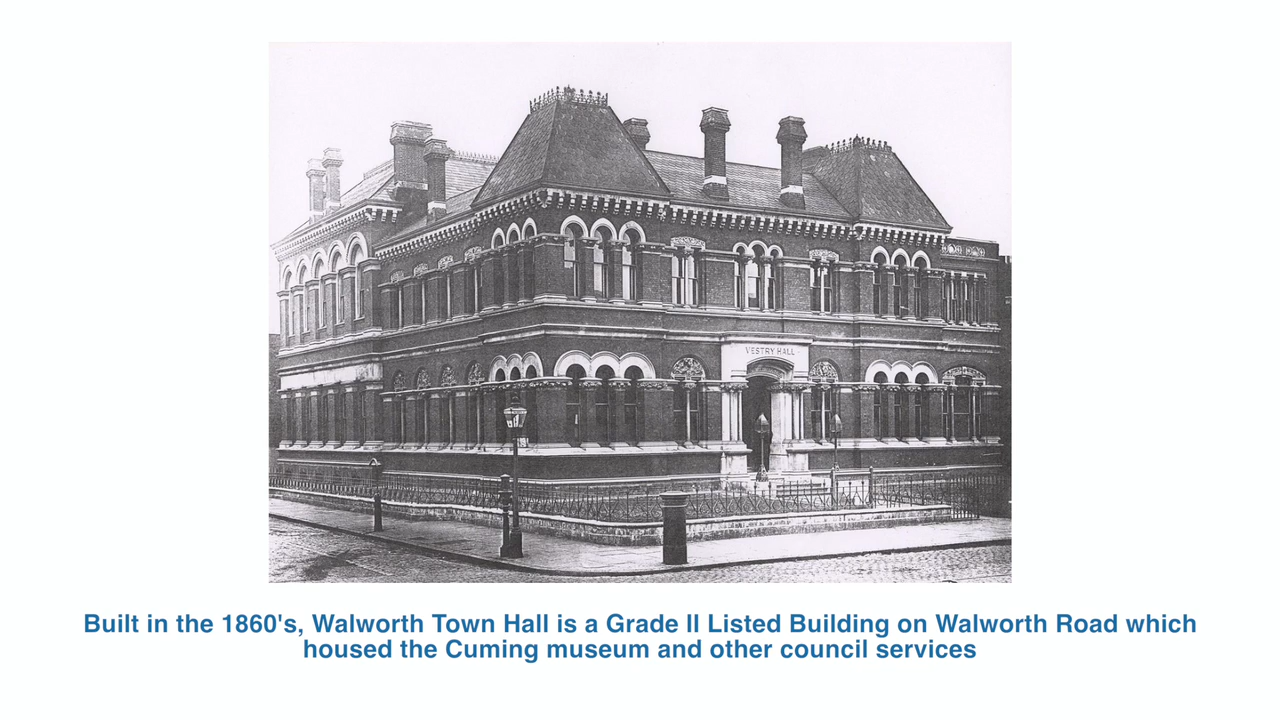 VESTRY HALL
Built in the 1860's, Walworth Town Hall is a Grade II Listed Building on Walworth Road which
housed the Cuming museum and other council services